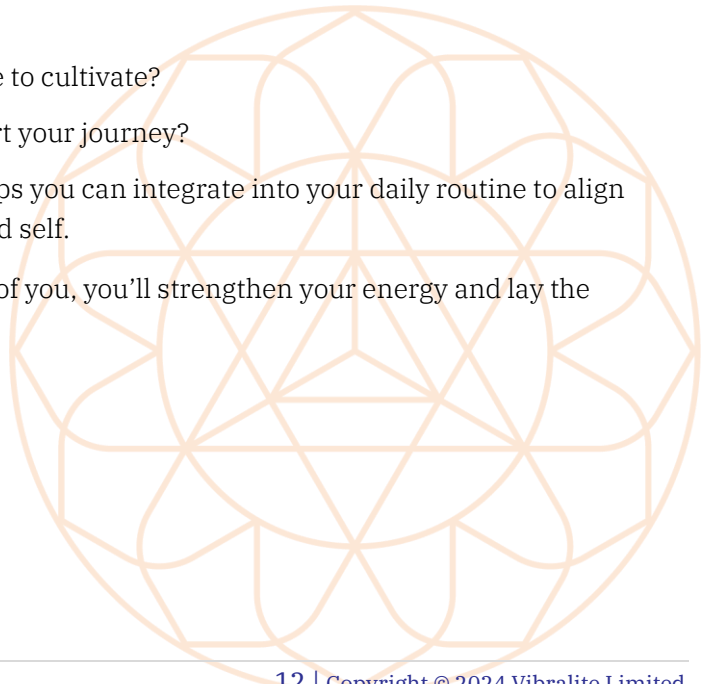 e to cultivate?
t your journey?
ps you can integrate into your daily routine to align
d self.
of you, you’ll strengthen your energy and lay the
12 | Copyright © 2024 Vibralite Limited